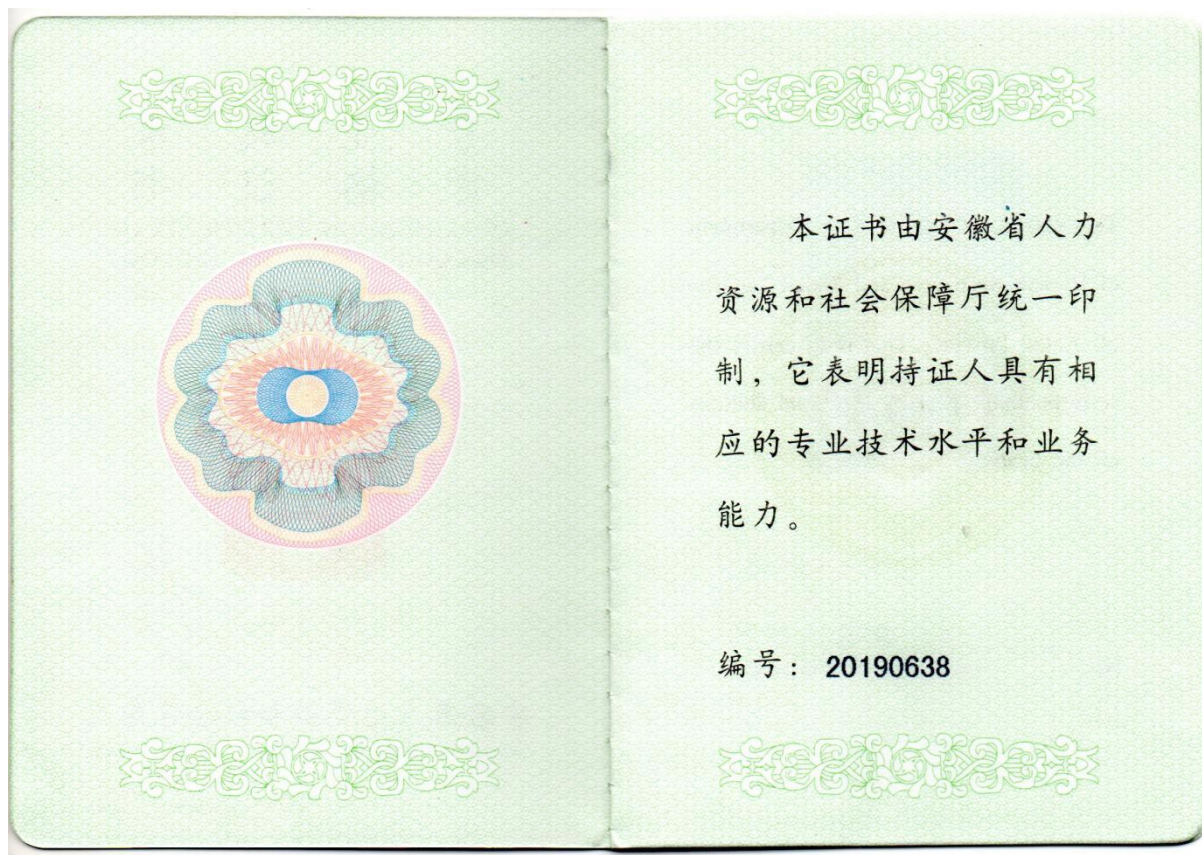 本证书由安徽省人力
资源和社会保障厅统一印
制，它表明持证人具有相
应的专业技术水平和业务
能力。
编号：20190638